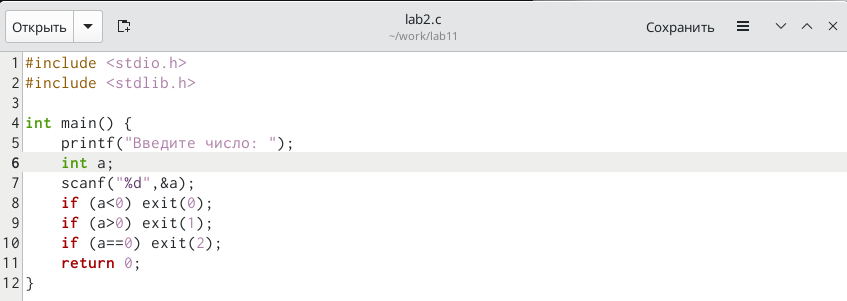 Открыть
lab2.c
~/work/lab11
Сохранить
1 #include <stdio.h>
2 #include <stdlib.h>
3
4 int main() {
5     printf("Введите число: ");
6     int a;
7     scanf("%d",&a);
8     if (a<0) exit(0);
9     if (a>0) exit(1);
10     if (a==0) exit(2);
11     return 0;
12 }